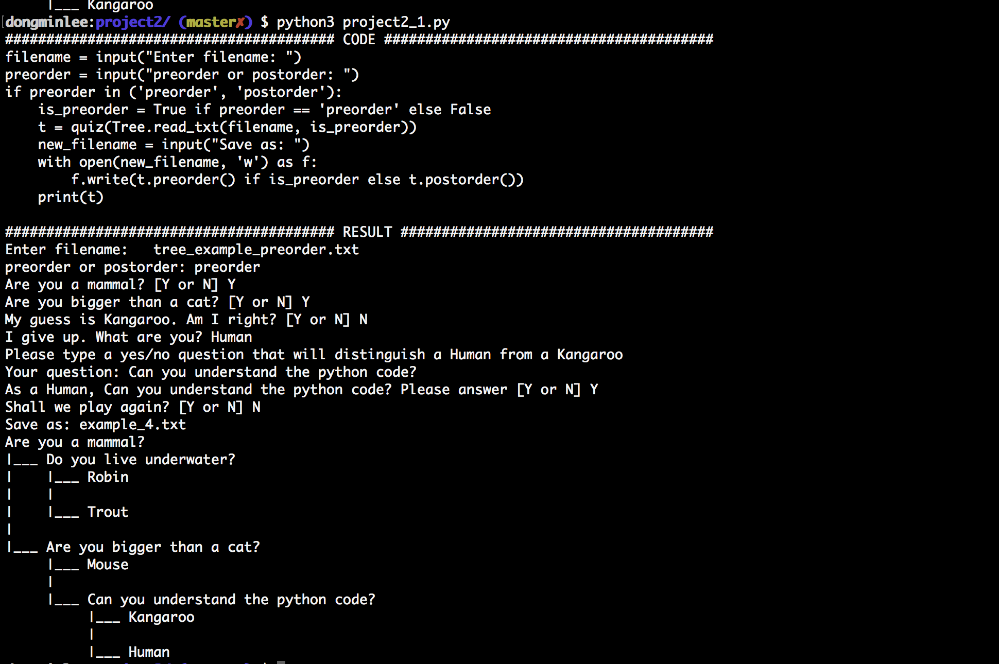 |___ Kangaroo
[dongminlee:project2/ (master✗) $ python3 project2_1.py
######################################## CODE ########################################
filename = input("Enter filename: ")
preorder = input("preorder or postorder: ")
if preorder in ('preorder', 'postorder'):
    is_preorder = True if preorder == 'preorder' else False
    t = quiz(Tree.read_txt(filename, is_preorder))
    new_filename = input("Save as: ")
    with open(new_filename, 'w') as f:
        f.write(t.preorder() if is_preorder else t.postorder())
    print(t)
######################################## RESULT ######################################
Enter filename:   tree_example_preorder.txt
preorder or postorder: preorder
Are you a mammal? [Y or N] Y
Are you bigger than a cat? [Y or N] Y
My guess is Kangaroo. Am I right? [Y or N] N
I give up. What are you? Human
Please type a yes/no question that will distinguish a Human from a Kangaroo
Your question: Can you understand the python code?
As a Human, Can you understand the python code? Please answer [Y or N] Y
Shall we play again? [Y or N] N
Save as: example_4.txt
Are you a mammal?
|___ Do you live underwater?
|    |___ Robin
|    |
|    |___ Trout
|
|___ Are you bigger than a cat?
     |___ Mouse
     |
     |___ Can you understand the python code?
          |___ Kangaroo
          |
          |___ Human